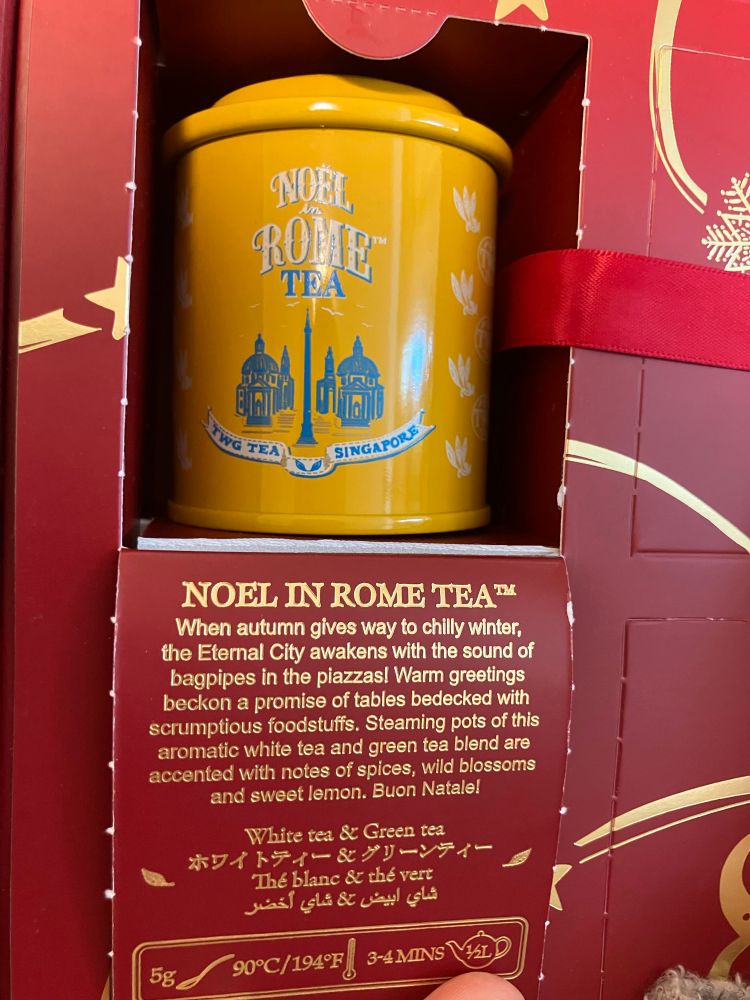 NOËL
in
ROME™
TEA
TWG TEA SINGAPORE
NOEL IN ROME TEA™
When autumn gives way to chilly winter,
the Eternal City awakens with the sound of
bagpipes in the piazzas! Warm greetings
beckon a promise of tables bedecked with
scrumptious foodstuffs. Steaming pots of this
aromatic white tea and green tea blend are
accented with notes of spices, wild blossoms
and sweet lemon. Buon Natale!
White tea & Green tea
ホワイトティー & グリーンティー
Thé blanc & thé vert
شاي ابيض & شاي أخضر
5g 90°C/194°F 3-4 MINS ½L